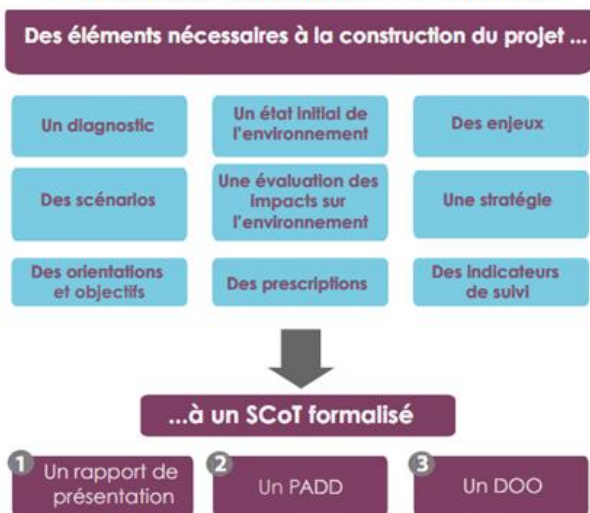 Des éléments nécessaires à la construction du projet ...
Un diagnostic
Un état initial de
l'environnement
Des enjeux
Des scénarios
Une évaluation des
impacts sur
l'environnement
Une stratégie
Des orientations
et objectifs
Des prescriptions
Des indicateurs
de suivi
...à un SCoT formalisé
1
Un rapport de
présentation
2
Un PADD
3
Un DOO